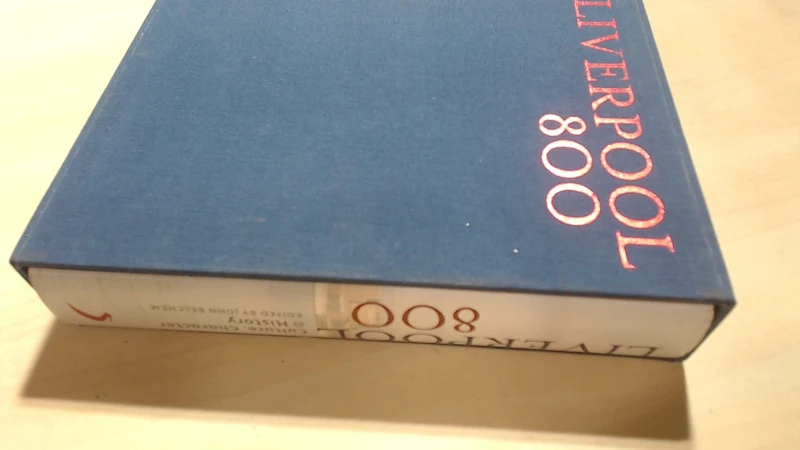 LIVERPOOL
800
LIVERPOOL
800
Culture, Character
& History
EDITED BY JOHN BELCHEM